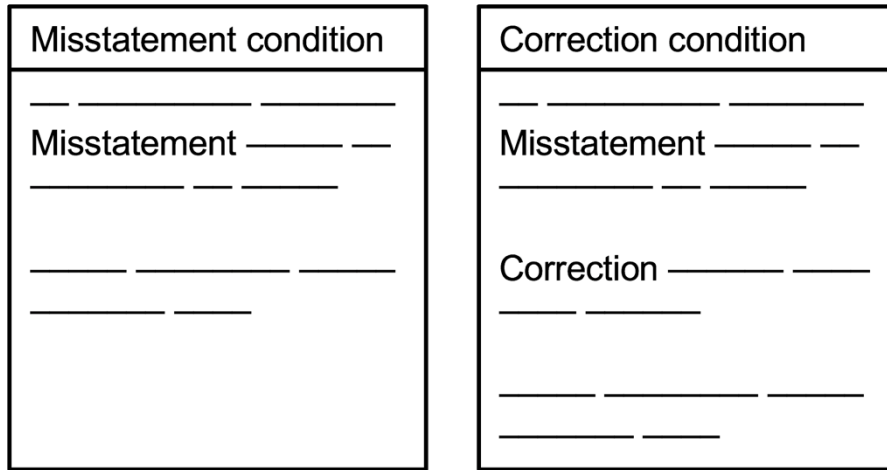 Misstatement condition
Misstatement
Correction condition
Misstatement
Correction